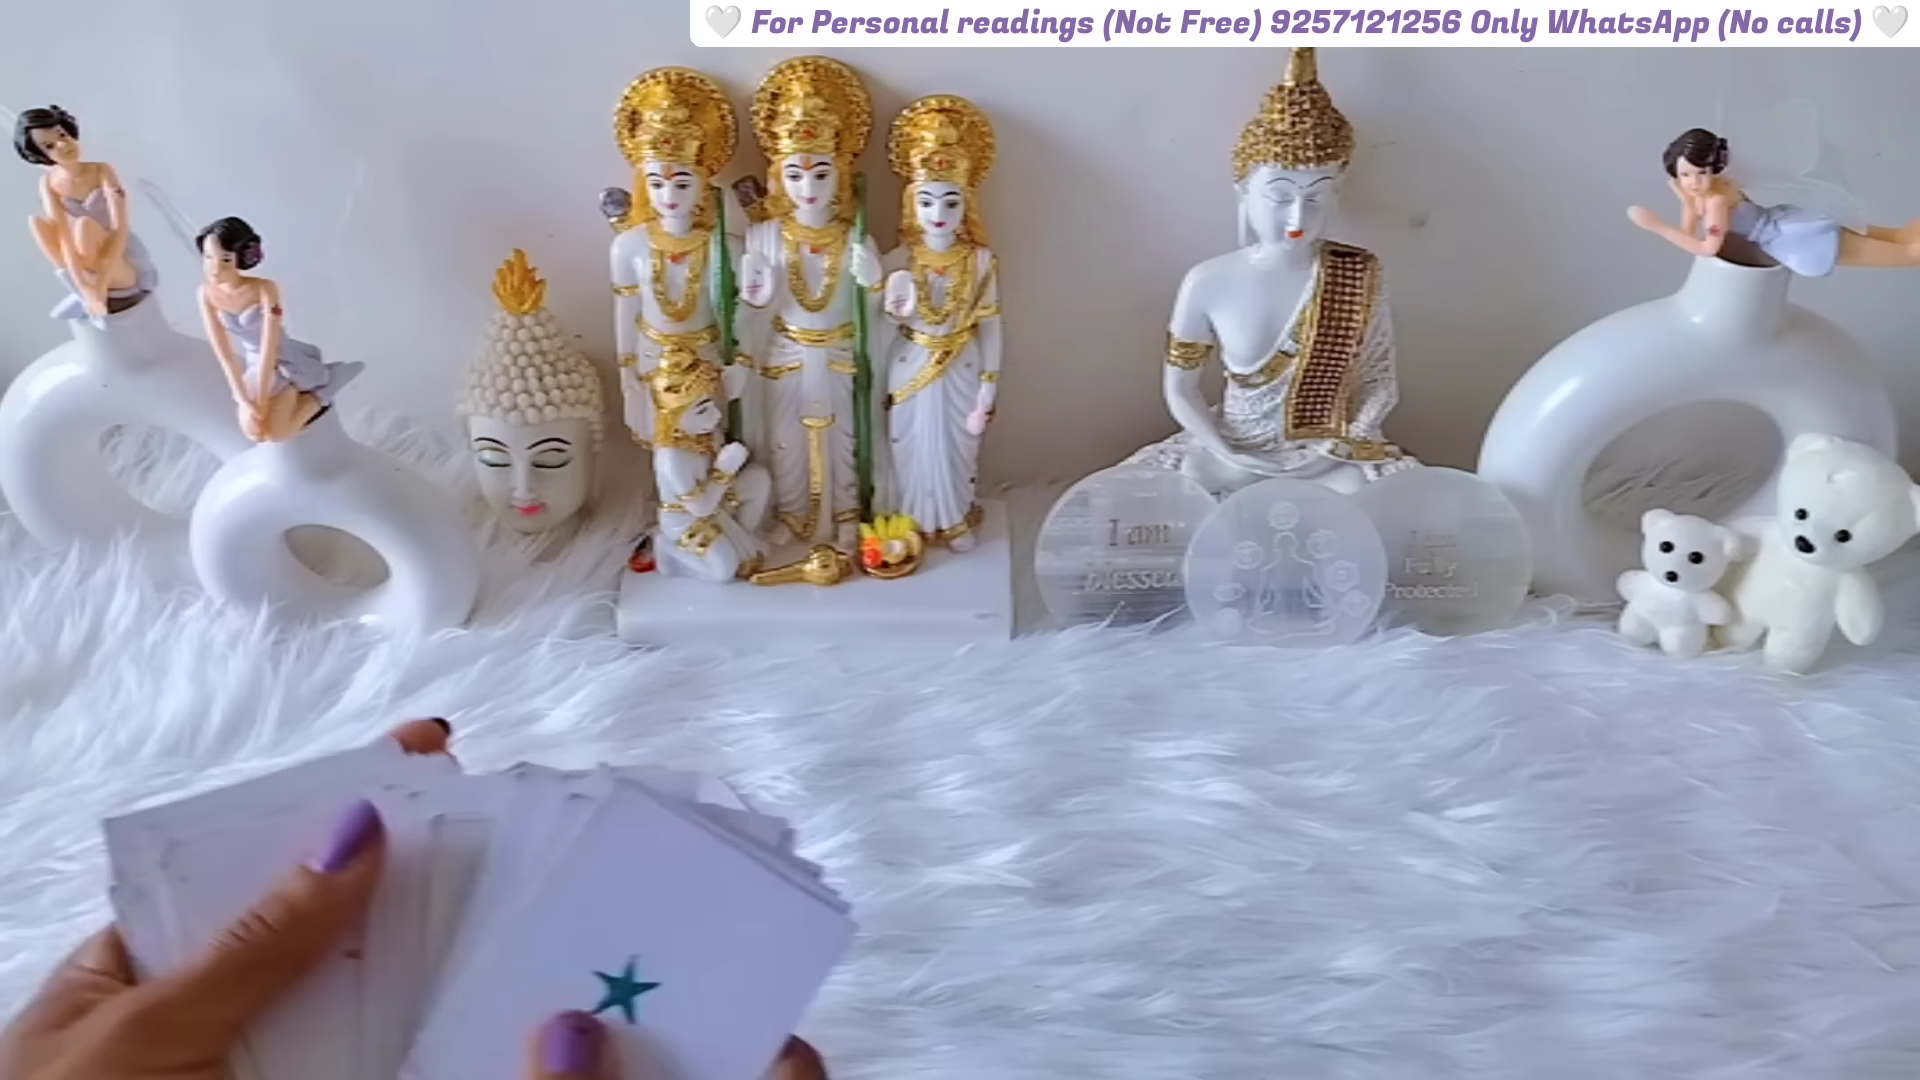 🤍 For Personal readings (Not Free) 9257121256 Only WhatsApp (No calls) 🤍
I am
Blessed
I am
Fully
Protected